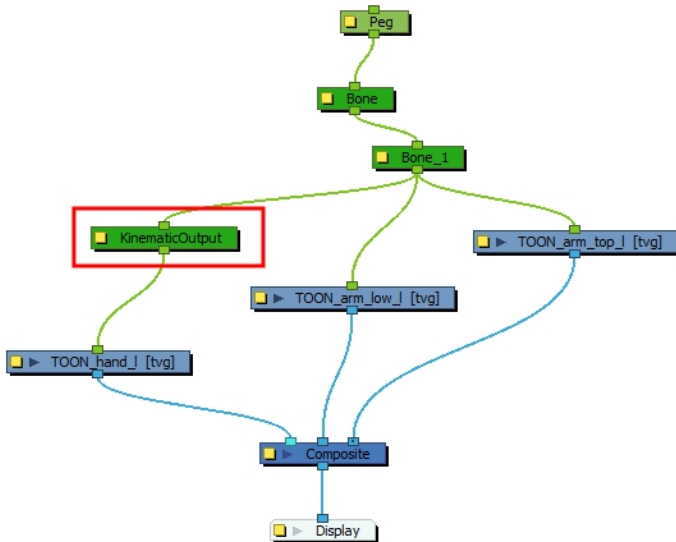 Peg
Bone
Bone_1
KinematicOutput
TOON_arm_top_l [tvg]
TOON_arm_low_l [tvg]
TOON_hand_l [tvg]
Composite
Display